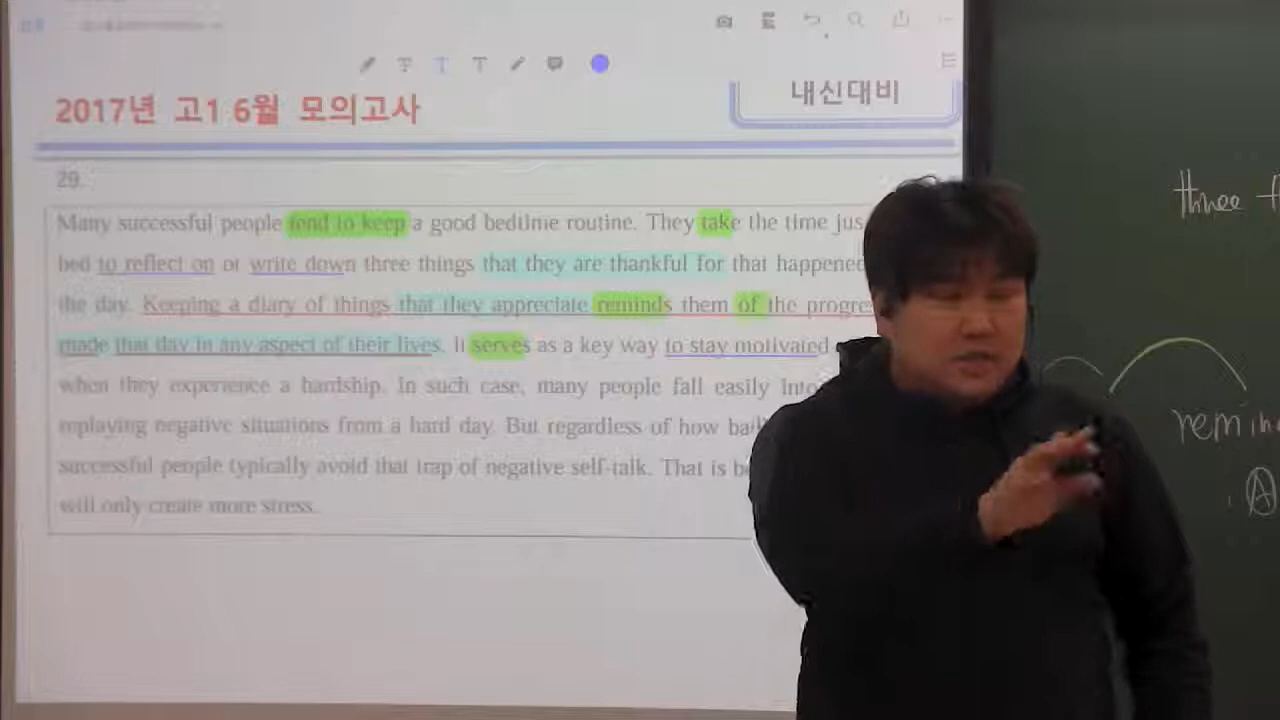 2017년 고1 6월 모의고사
내신대비
29.
Many successful people tend to keep a good bedtime routine. They take the time jus
bed to reflect on or write down three things that they are thankful for that happened
the day. Keeping a diary of things that they appreciate reminds them of the progre
made that day in any aspect of their lives. It serves as a key way to stay motivated
when they experience a hardship. In such case, many people fall easily into
replaying negative situations from a hard day. But regardless of how ba
successful people typically avoid that trap of negative self-talk. That is b
will only create more stress.
three
remin
A